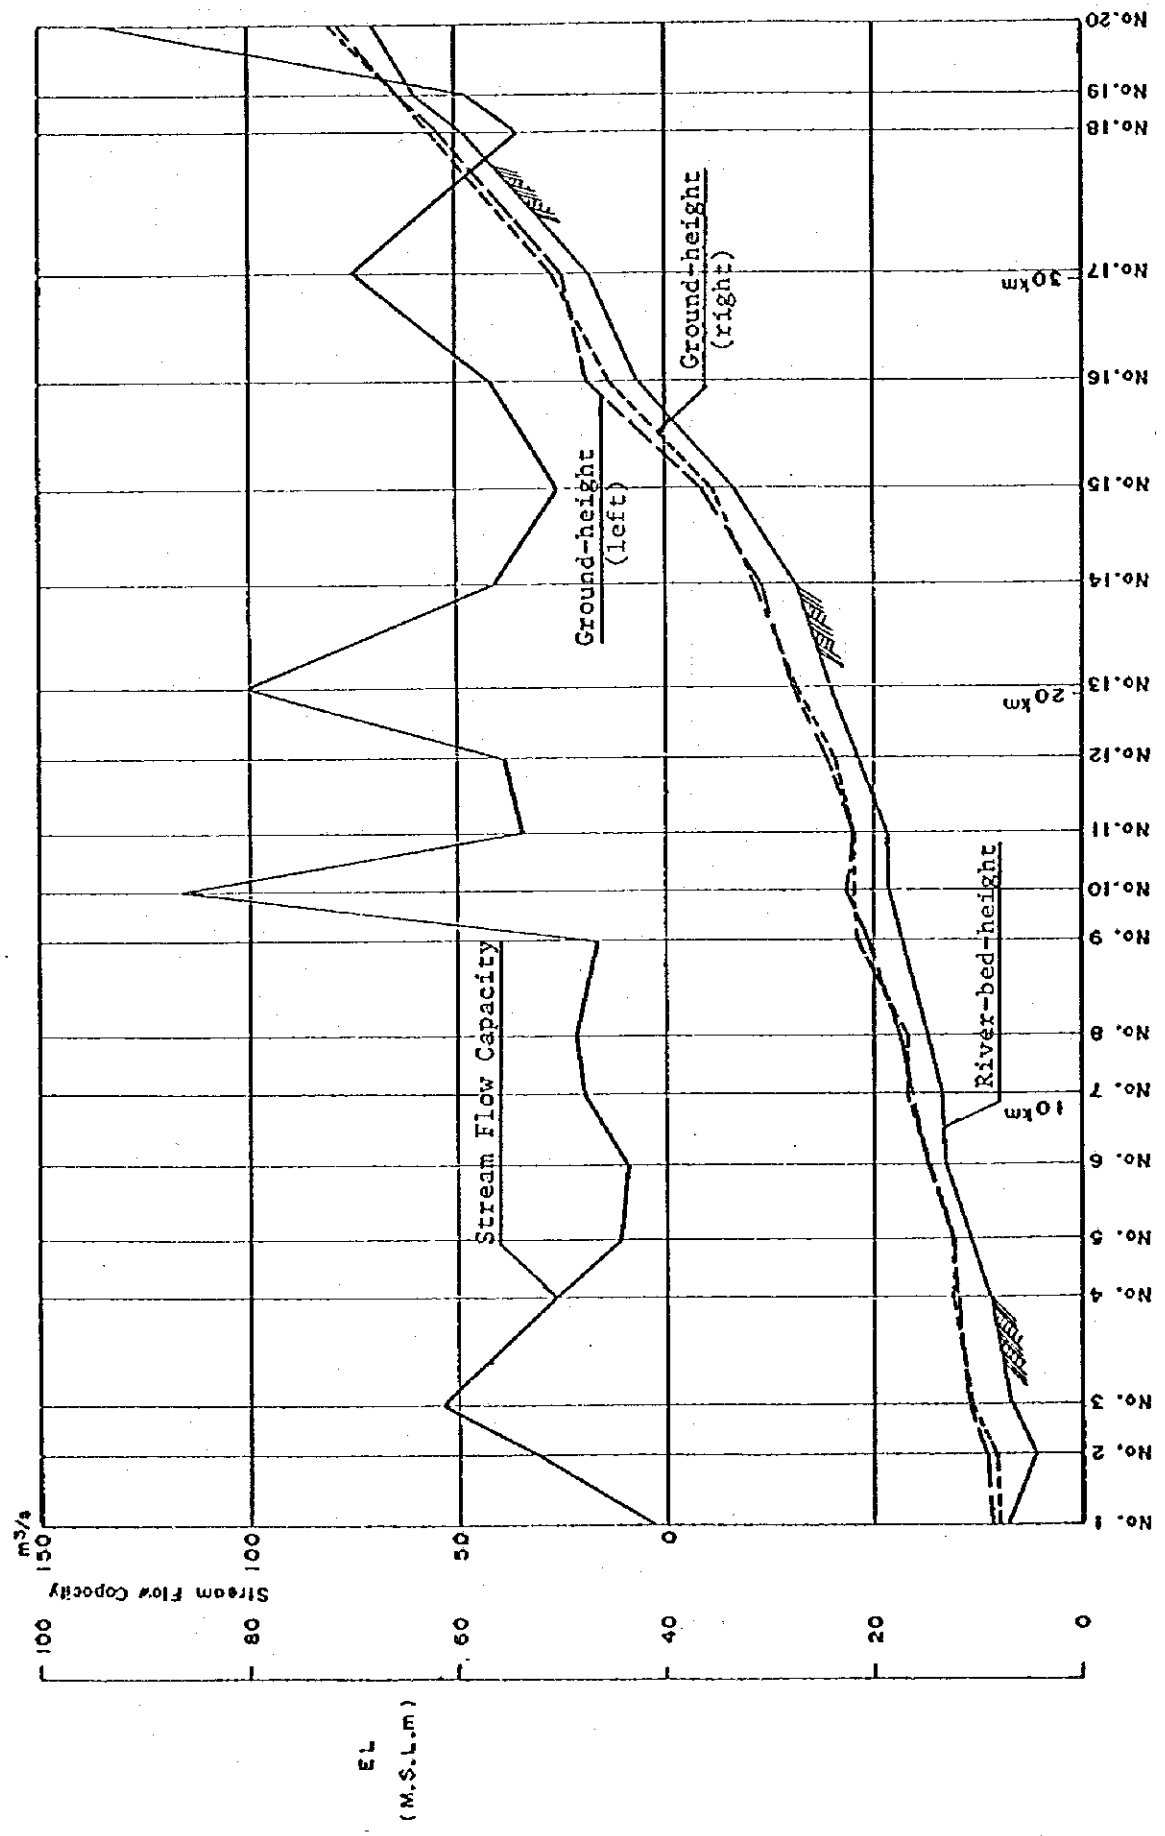 EL
(M.S.L.m)
100
80
60
20
0
Stream Flow Capacity
m³/s
150
100
50
0
Stream Flow Capacity
Ground-height
(left)
Ground-height
(right)
River-bed-height
10km
20km
30km
No. 1
No. 2
No. 3
No. 4
No. 5
No. 6
No. 7
No. 8
No. 9
No.10
No.11
No.12
No.13
No.14
No.15
No.16
No.17
No.18
No.19
No.20